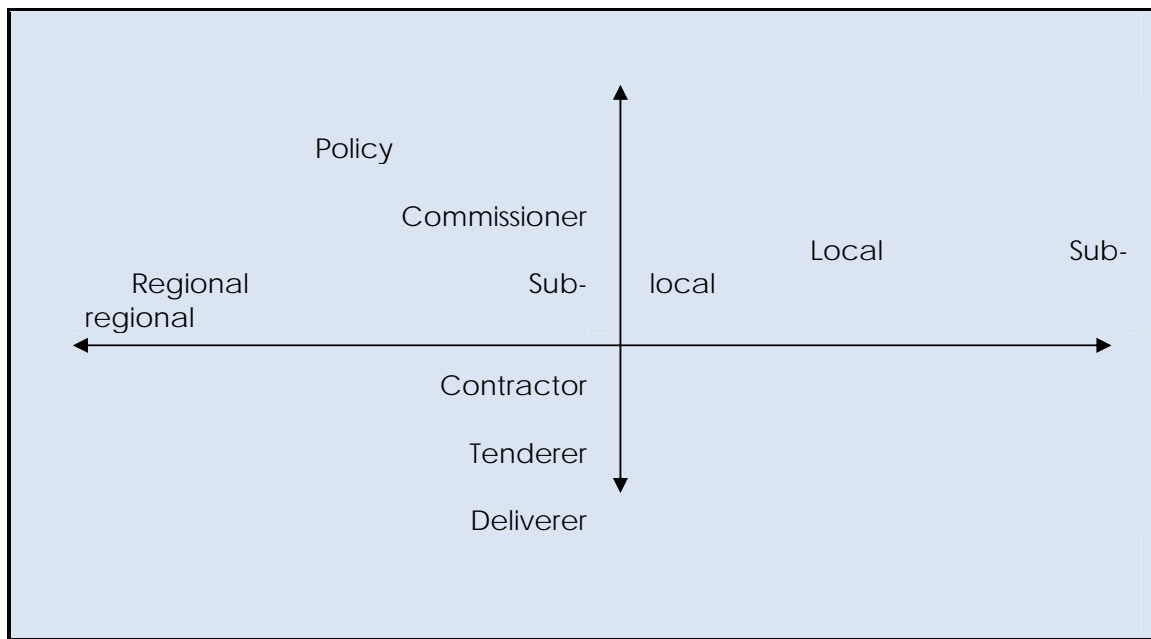 Policy
Commissioner
Local Sub-
Regional Sub- local
regional
Contractor
Tenderer
Deliverer